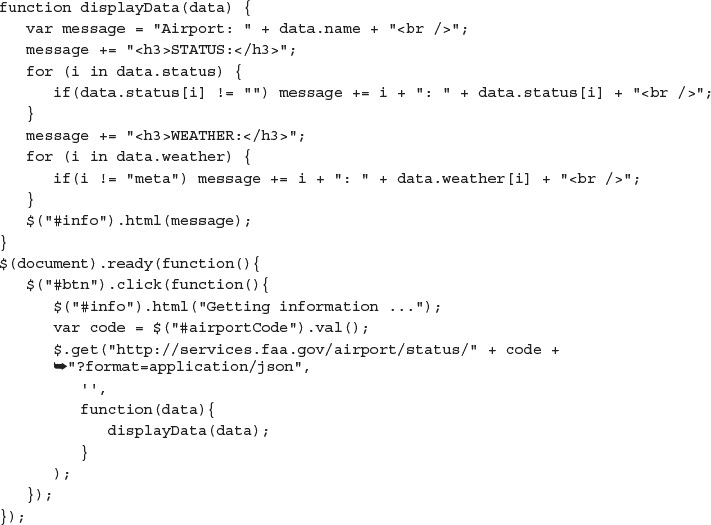 function displayData(data) {
   var message = "Airport: " + data.name + "<br />";
   message += "<h3>STATUS:</h3>";
   for (i in data.status) {
      if(data.status[i] != "") message += i + ": " + data.status[i] + "<br />";
   }
   message += "<h3>WEATHER:</h3>";
   for (i in data.weather) {
      if(i != "meta") message += i + ": " + data.weather[i] + "<br />";
   }
   $("#info").html(message);
}
$(document).ready(function(){
   $("#btn").click(function(){
      $("#info").html("Getting information ...");
      var code = $("#airportCode").val();
      $.get("http://services.faa.gov/airport/status/" + code +
      ➥"?format=application/json",
         '',
         function(data){
            displayData(data);
         }
      );
   });
});